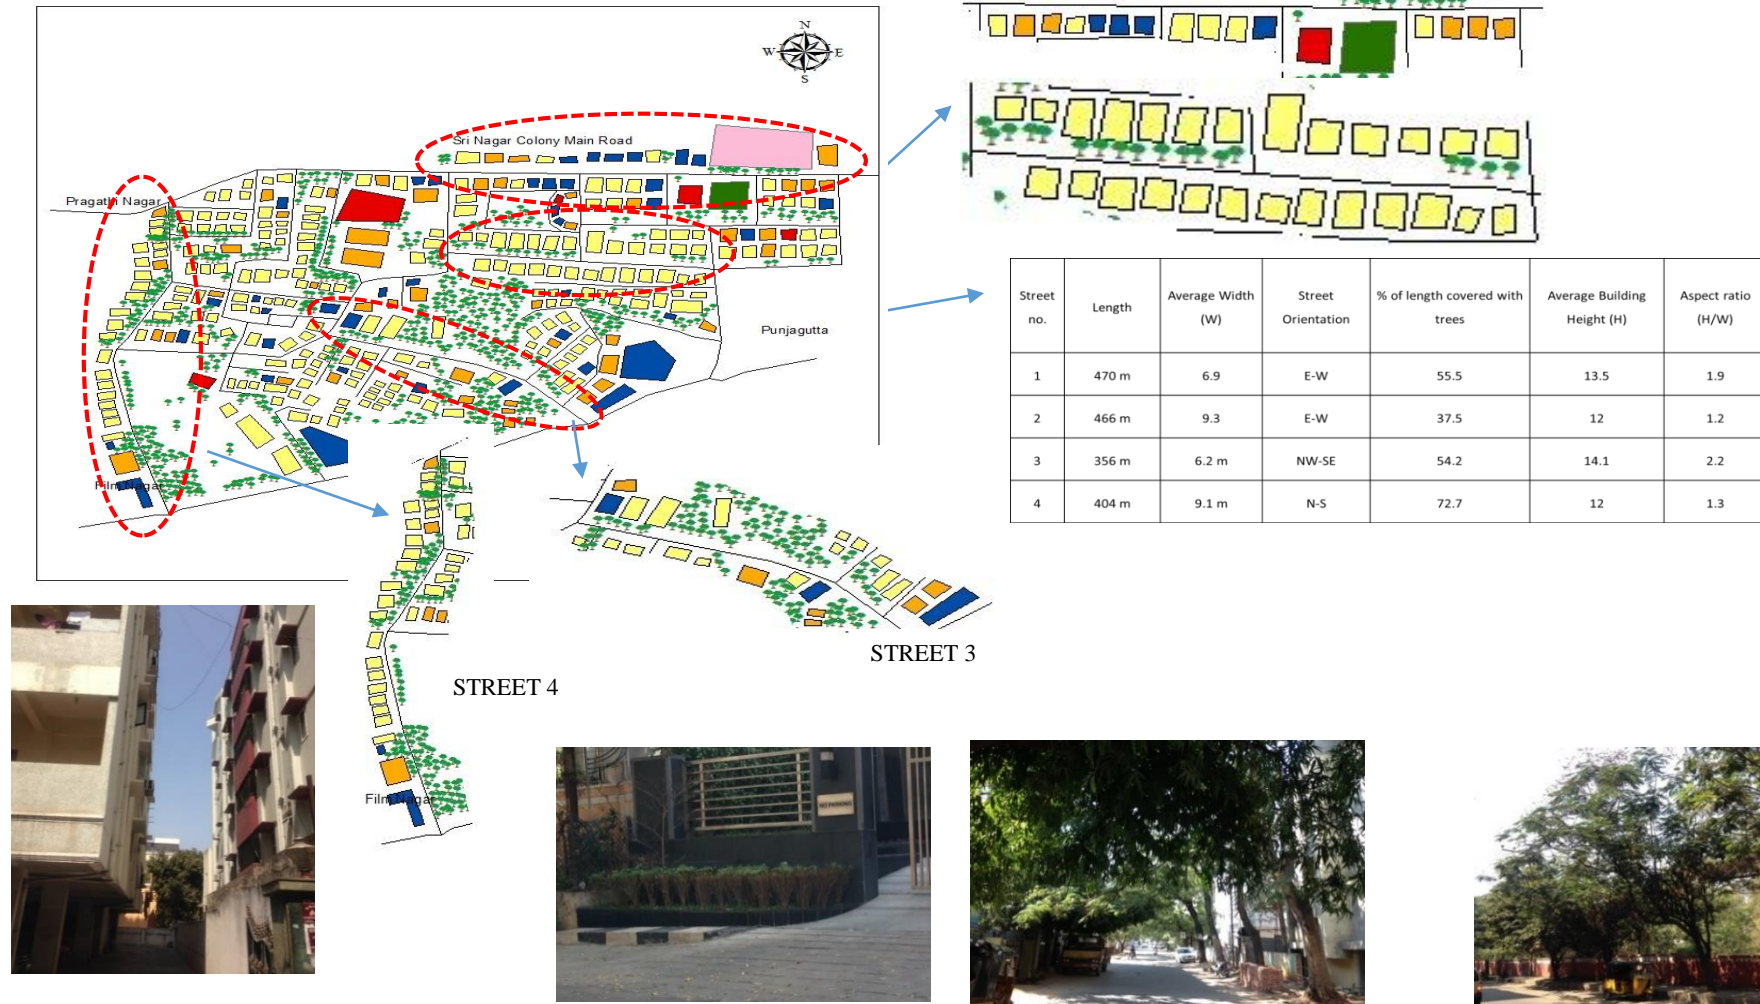 N
W E
S
Sri Nagar Colony Main Road
Pragathi Nagar
Punjagutta
Film Nagar
Street no. Length Average Width (W) Street Orientation % of length covered with trees Average Building Height (H) Aspect ratio (H/W)
1 470 m 6.9 E-W 55.5 13.5 1.9
2 466 m 9.3 E-W 37.5 12 1.2
3 356 m 6.2 m NW-SE 54.2 14.1 2.2
4 404 m 9.1 m N-S 72.7 12 1.3
STREET 3
STREET 4
Film Nagar
NO PARKING